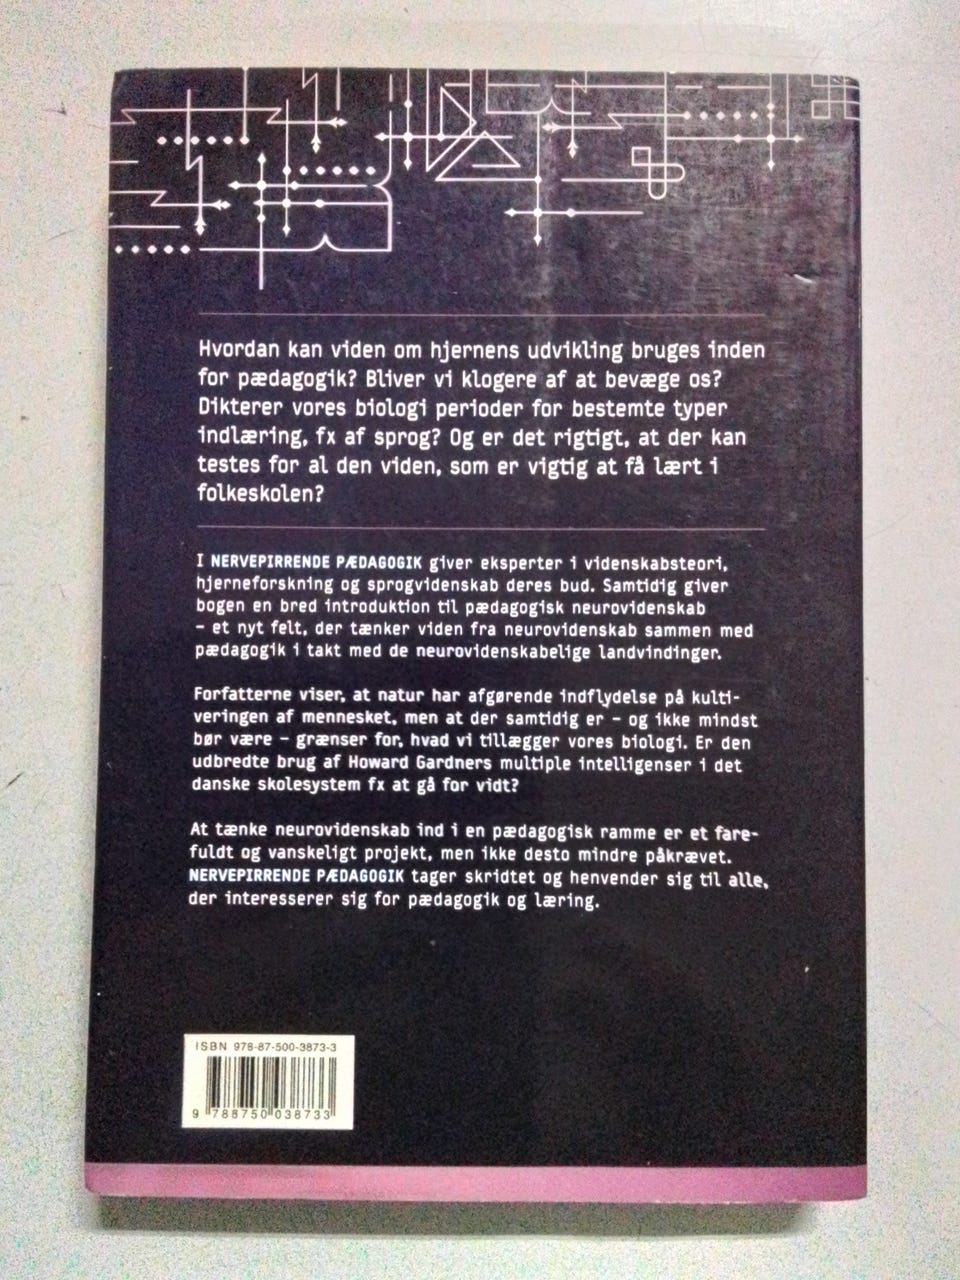 Hvordan kan viden om hjernens udvikling bruges inden
for pædagogik? Bliver vi klogere af at bevæge os?
Dikterer vores biologi perioder for bestemte typer
indlæring, fx af sprog? Og er det rigtigt, at der kan
testes for al den viden, som er vigtig at få lært i
folkeskolen?
I NERVEPIRRENDE PÆDAGOGIK giver eksperter i videnskabsteori,
hjerneforskning og sprogvidenskab deres bud. Samtidig giver
bogen en bred introduktion til pædagogisk neurovidenskab
– et nyt felt, der tænker viden fra neurovidenskab sammen med
pædagogik i takt med de neurovidenskabelige landvindinger.
Forfatterne viser, at natur har afgørende indflydelse på kulti-
veringen af mennesket, men at der samtidig er – og ikke mindst
bør være – grænser for, hvad vi tillægger vores biologi. Er den
udbredte brug af Howard Gardners multiple intelligenser i det
danske skolesystem fx at gå for vidt?
At tænke neurovidenskab ind i en pædagogisk ramme er et fare-
fuldt og vanskeligt projekt, men ikke desto mindre påkrævet.
NERVEPIRRENDE PÆDAGOGIK tager skridtet og henvender sig til alle,
der interesserer sig for pædagogik og læring.
ISBN 978-87-500-3873-3
9 788750 038733